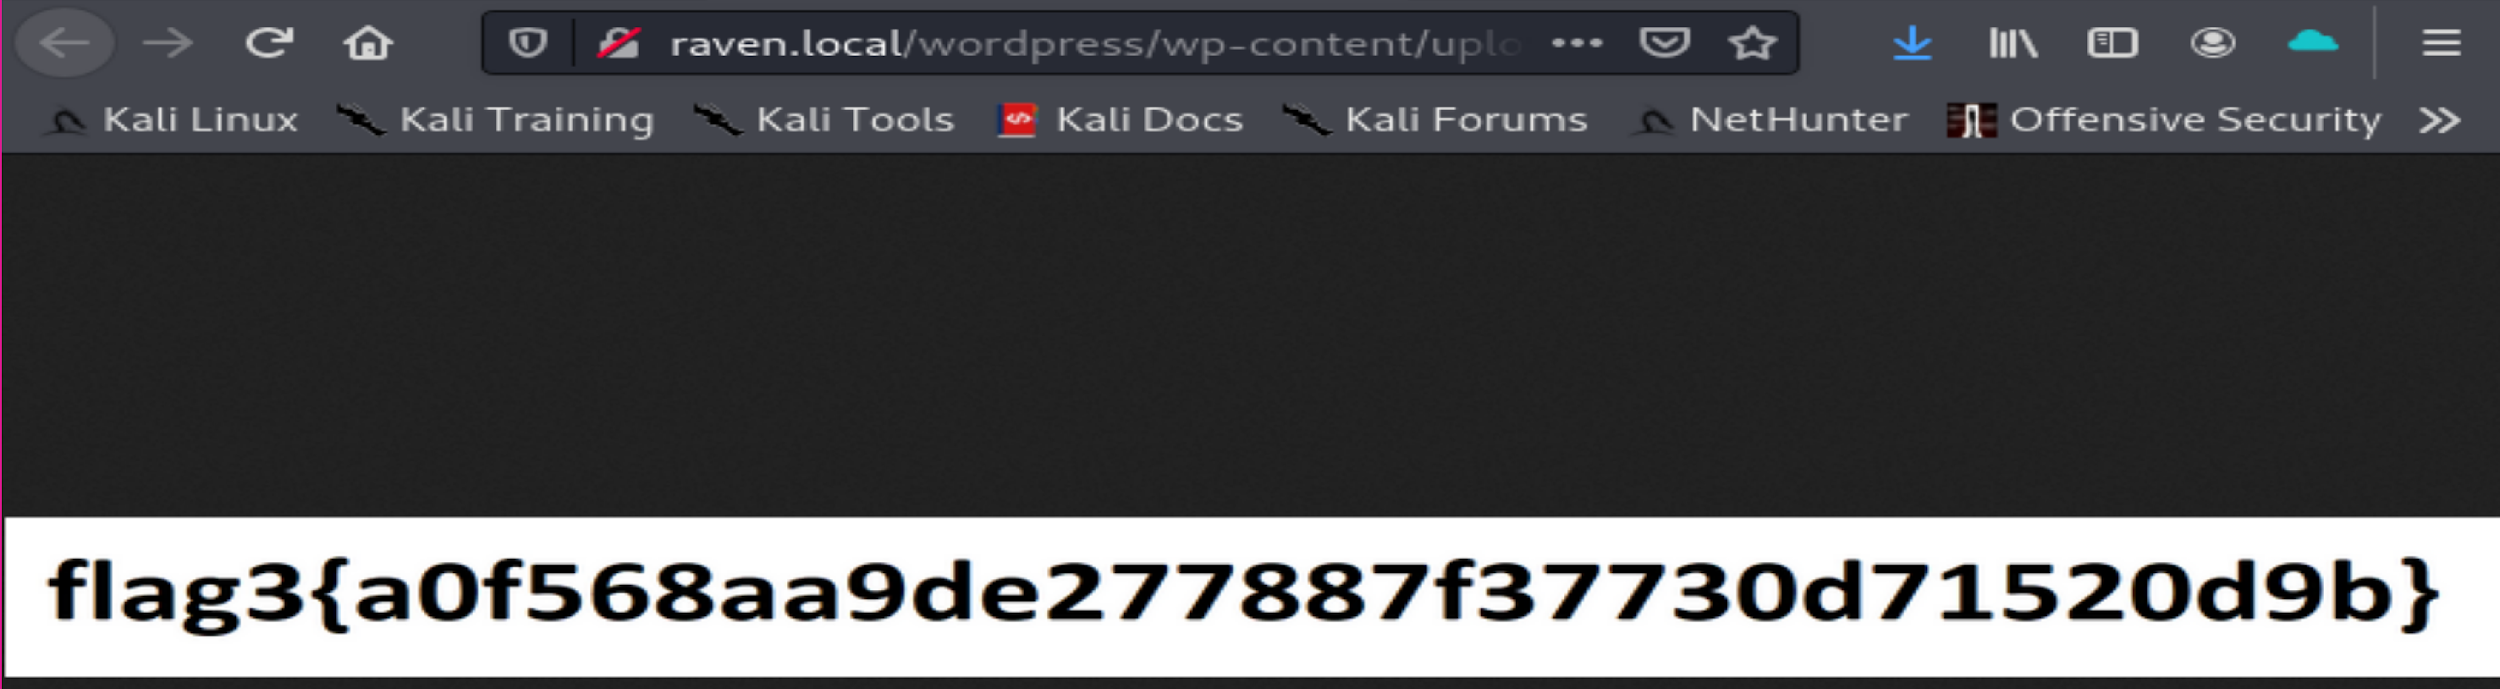 raven.local/wordpress/wp-content/uplo
Kali Linux Kali Training Kali Tools Kali Docs Kali Forums NetHunter Offensive Security
flag3{a0f568aa9de277887f37730d71520d9b}